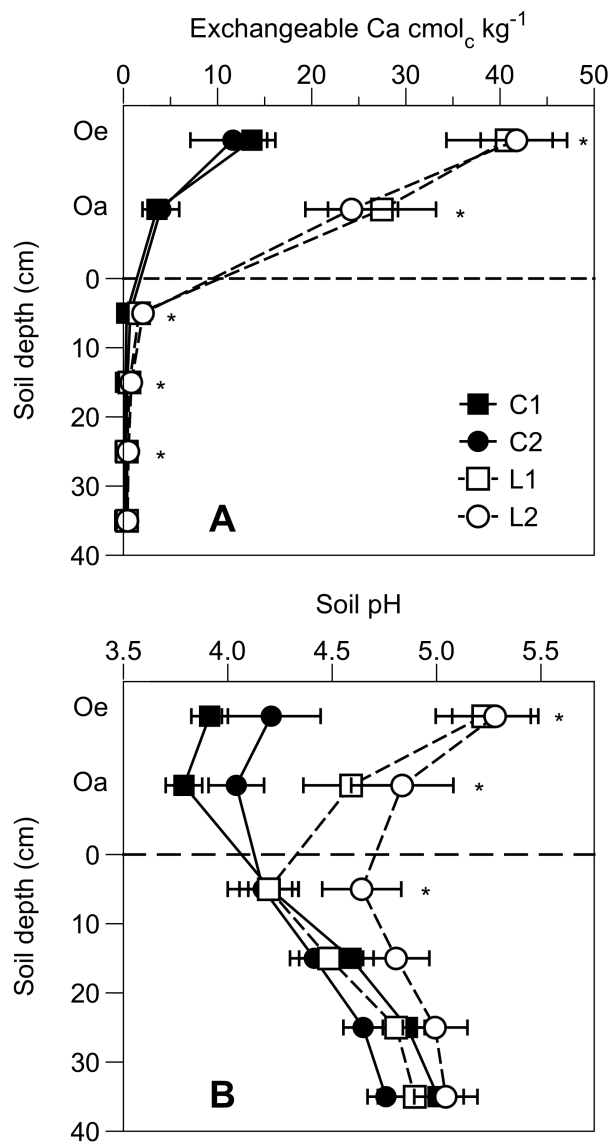 Exchangeable Ca cmolc kg-1
0 10 20 30 40 50
Oe
*
Oa
*
0
*
10
*
20
*
30
40
Soil depth (cm)
C1
C2
L1
L2
A
Soil pH
3.5 4.0 4.5 5.0 5.5
Oe
*
Oa
*
0
*
10
20
30
40
Soil depth (cm)
B